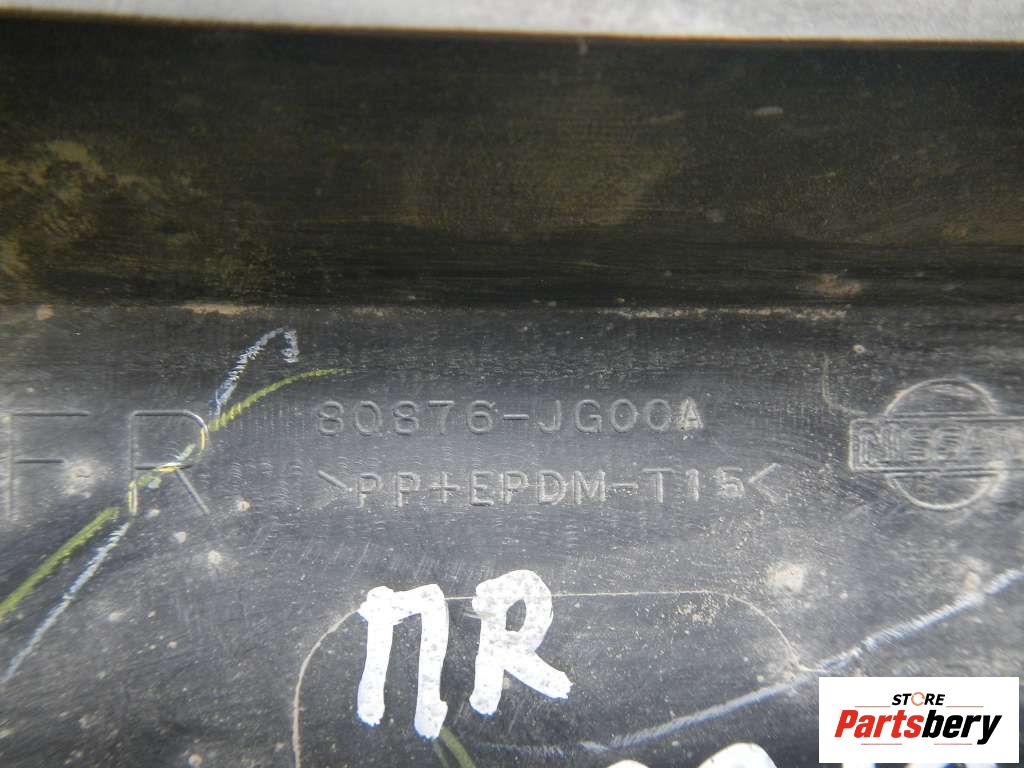 FR
80876-JG00A
NISSAN
>PP+EPDM-T15<
ПR
STORE
Partsbery